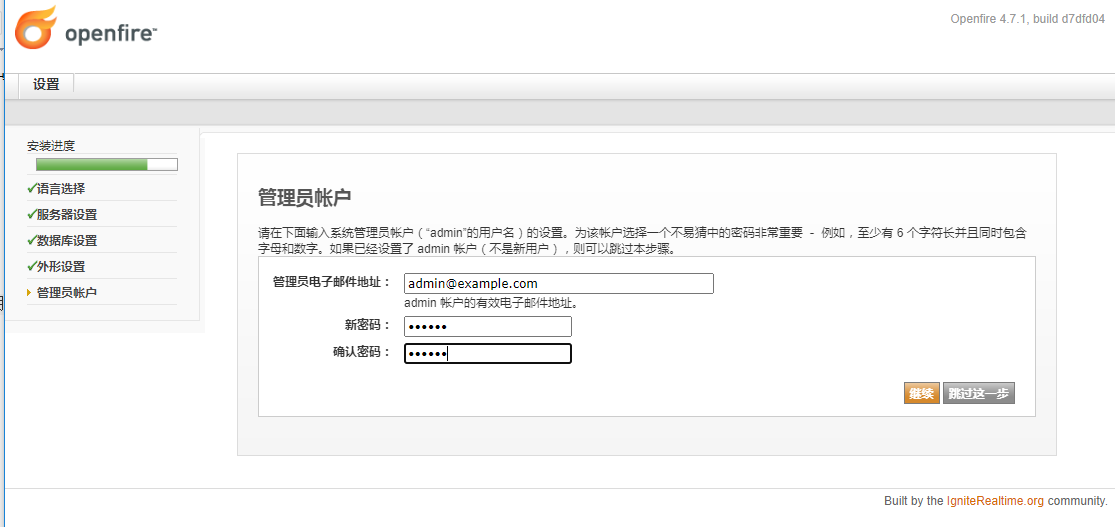 openfire™
Openfire 4.7.1, build d7dfd04
设置
安装进度
语言选择
服务器设置
数据库设置
外形设置
管理员帐户
管理员帐户
请在下面输入系统管理员帐户（“admin”的用户名）的设置。为该帐户选择一个不易猜中的密码非常重要 － 例如，至少有 6 个字符长并且同时包含
字母和数字。如果已经设置了 admin 帐户（不是新用户），则可以跳过本步骤。
管理员电子邮件地址： admin@example.com
admin 帐户的有效电子邮件地址。
新密码： ••••••
确认密码： ••••••
继续 跳过这一步
Built by the IgniteRealtime.org community.